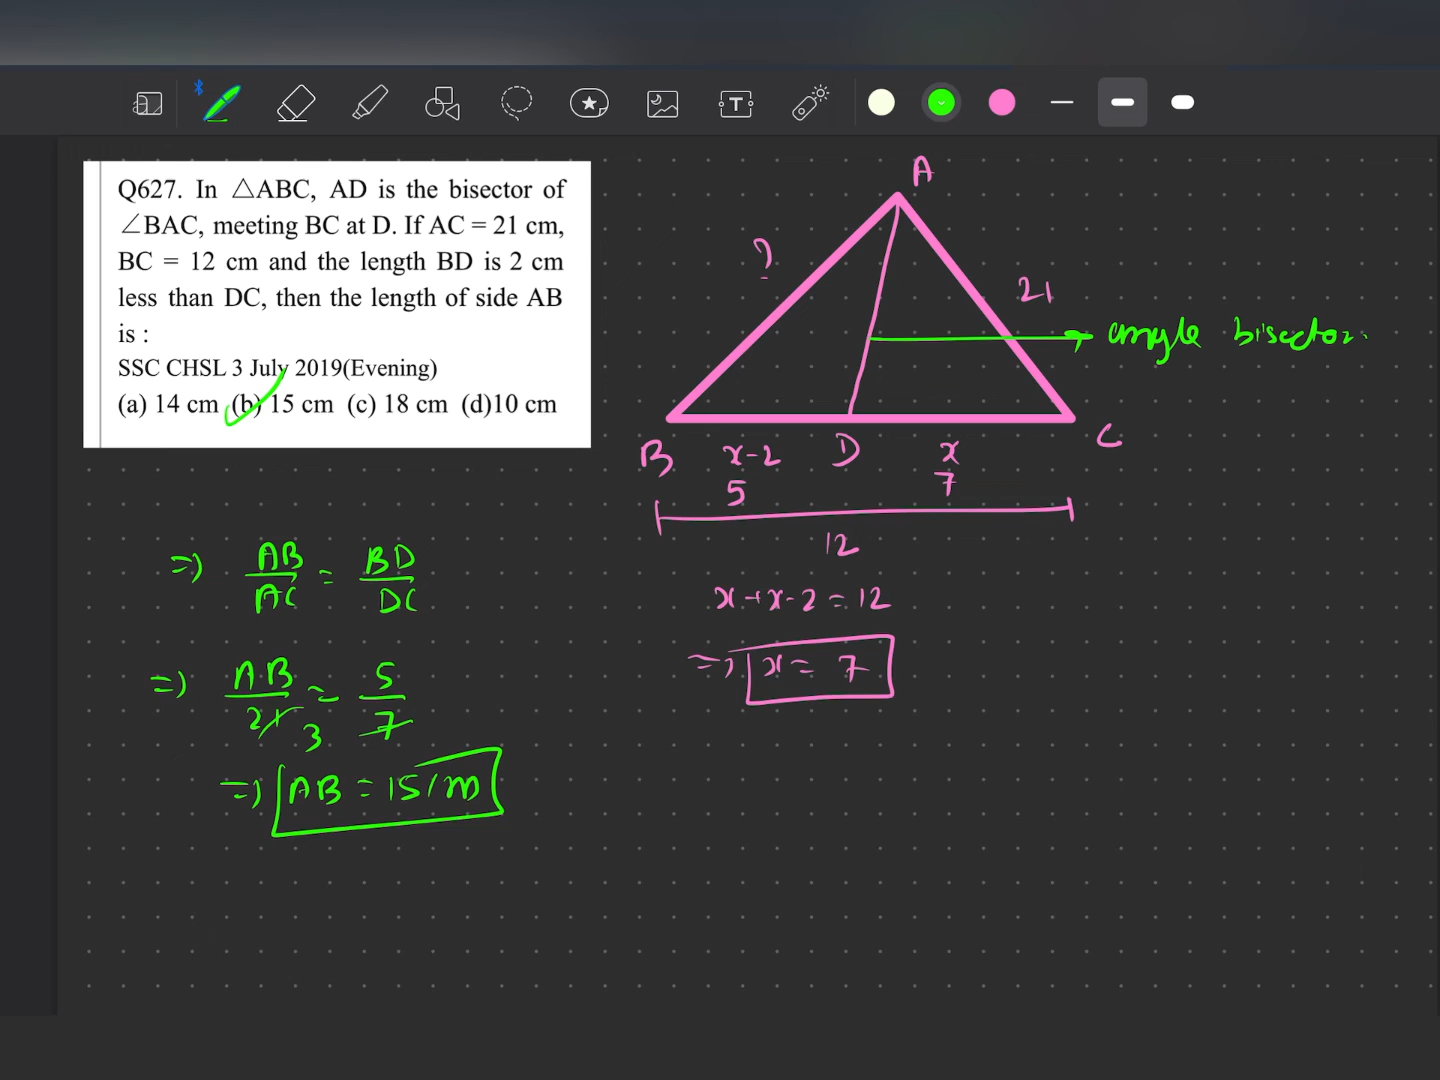 Q627. In △ABC, AD is the bisector of
∠BAC, meeting BC at D. If AC = 21 cm,
BC = 12 cm and the length BD is 2 cm
less than DC, then the length of side AB
is :
SSC CHSL 3 July 2019(Evening)
(a) 14 cm (b) 15 cm (c) 18 cm (d)10 cm
A
?
21
angle bisector.
B x-2 D x C
5 7
12
x+x-2=12
=> x= 7
=> AB/AC = BD/DC
=> AB/21 = 5/7
3
=> AB = 15cm
T